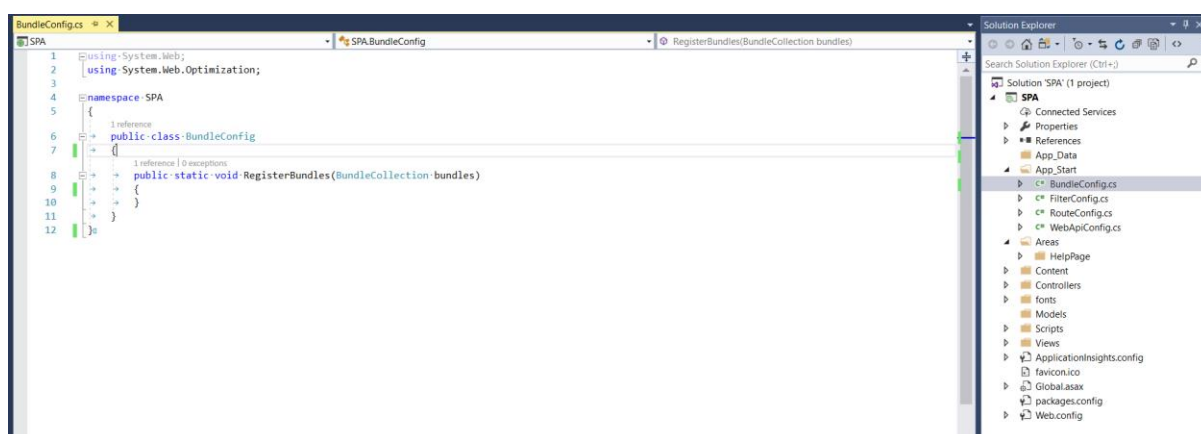 BundleConfig.cs
SPA
SPA.BundleConfig
RegisterBundles(BundleCollection bundles)
1 using System.Web;
2 using System.Web.Optimization;
3
4 namespace SPA
5 {
1 reference
6 public class BundleConfig
7 {
1 reference | 0 exceptions
8 public static void RegisterBundles(BundleCollection bundles)
9 {
10 }
11 }
12 }
Solution Explorer
Search Solution Explorer (Ctrl+;)
Solution 'SPA' (1 project)
SPA
Connected Services
Properties
References
App_Data
App_Start
C# BundleConfig.cs
C# FilterConfig.cs
C# RouteConfig.cs
C# WebApiConfig.cs
Areas
HelpPage
Content
Controllers
fonts
Models
Scripts
Views
ApplicationInsights.config
favicon.ico
Global.asax
packages.config
Web.config